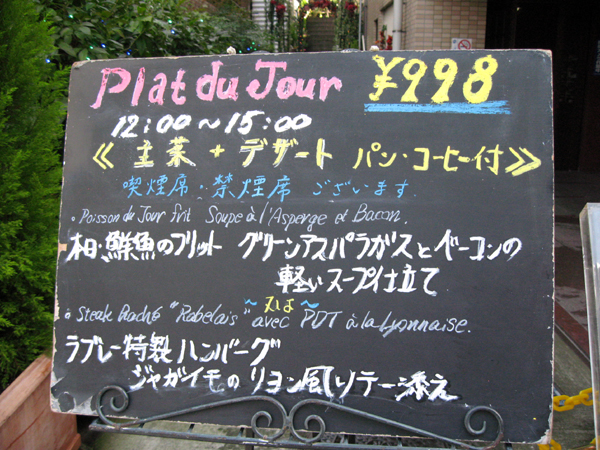 Plat du Jour ¥998
12:00～15:00
≪主菜+デザート パン・コーヒー付≫
喫煙席・禁煙席 ございます
・Poisson du Jour frit Soupe à l'Asperge et Bacon.
・鮮魚のフリット グリーンアスパラガスとベーコンの
軽いスープ仕立て
～又は～
・Steak Haché "Rabelais" avec PDT à la Lyonnaise.
ラブレー特製ハンバーグ
ジャガイモのリヨン風ソテー添え